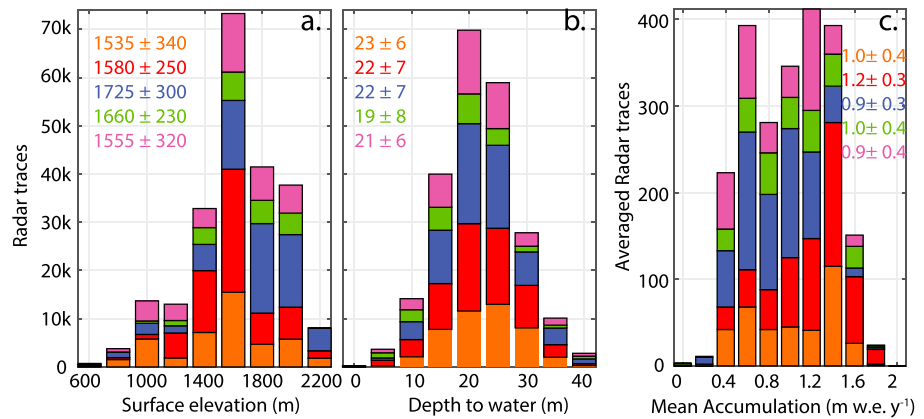 a.
b.
c.
60k
50k
40k
30k
20k
10k
0
70k
Radar traces
1535 ± 340
1580 ± 250
1725 ± 300
1660 ± 230
1555 ± 320
600 1000 1400 1800 2200
Surface elevation (m)
23 ± 6
22 ± 7
22 ± 7
19 ± 8
21 ± 6
0 10 20 30 40
Depth to water (m)
400
300
200
100
0
Averaged Radar traces
1.0± 0.4
1.2± 0.3
0.9± 0.3
1.0± 0.4
0.9± 0.4
0 0.4 0.8 1.2 1.6 2
Mean Accumulation (m w.e. y⁻¹)